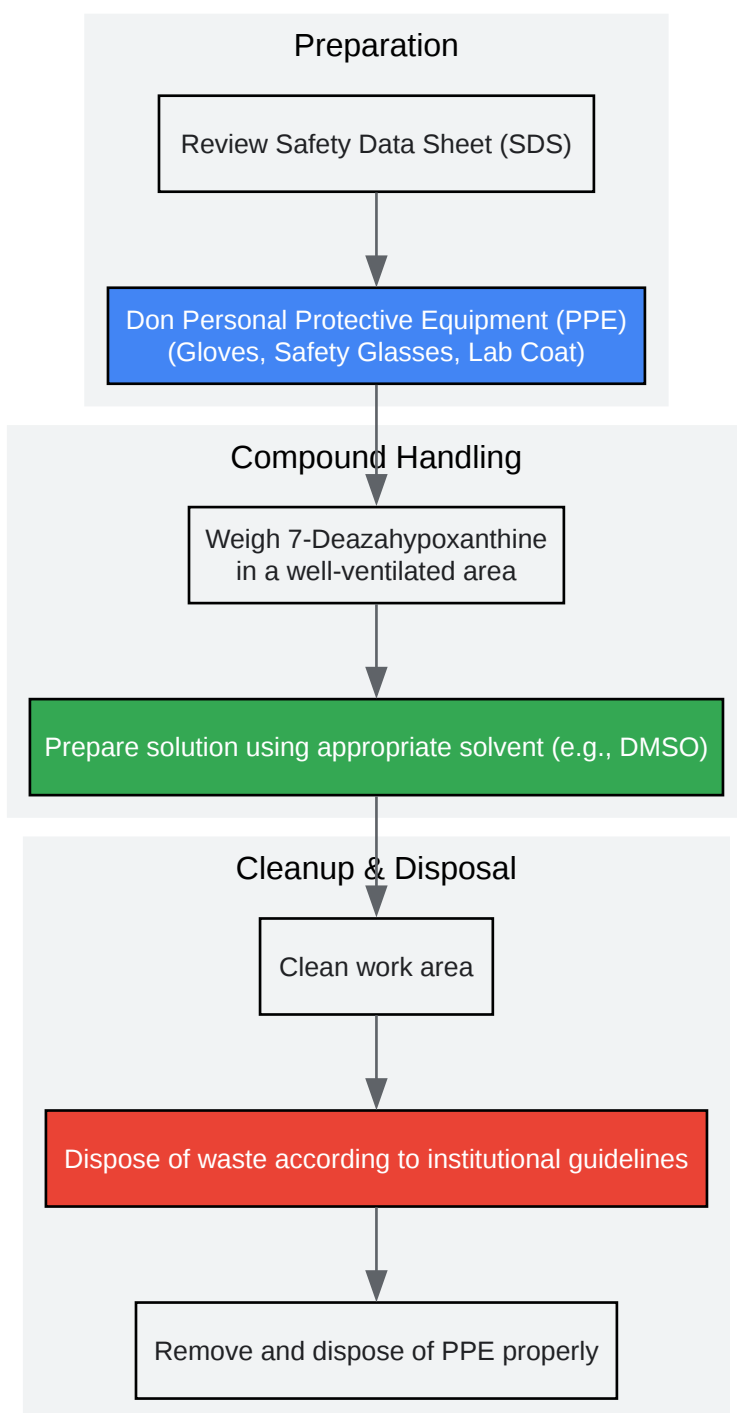 Preparation
Review Safety Data Sheet (SDS)
Don Personal Protective Equipment (PPE)
(Gloves, Safety Glasses, Lab Coat)
Compound Handling
Weigh 7-Deazahypoxanthine
in a well-ventilated area
Prepare solution using appropriate solvent (e.g., DMSO)
Cleanup & Disposal
Clean work area
Dispose of waste according to institutional guidelines
Remove and dispose of PPE properly